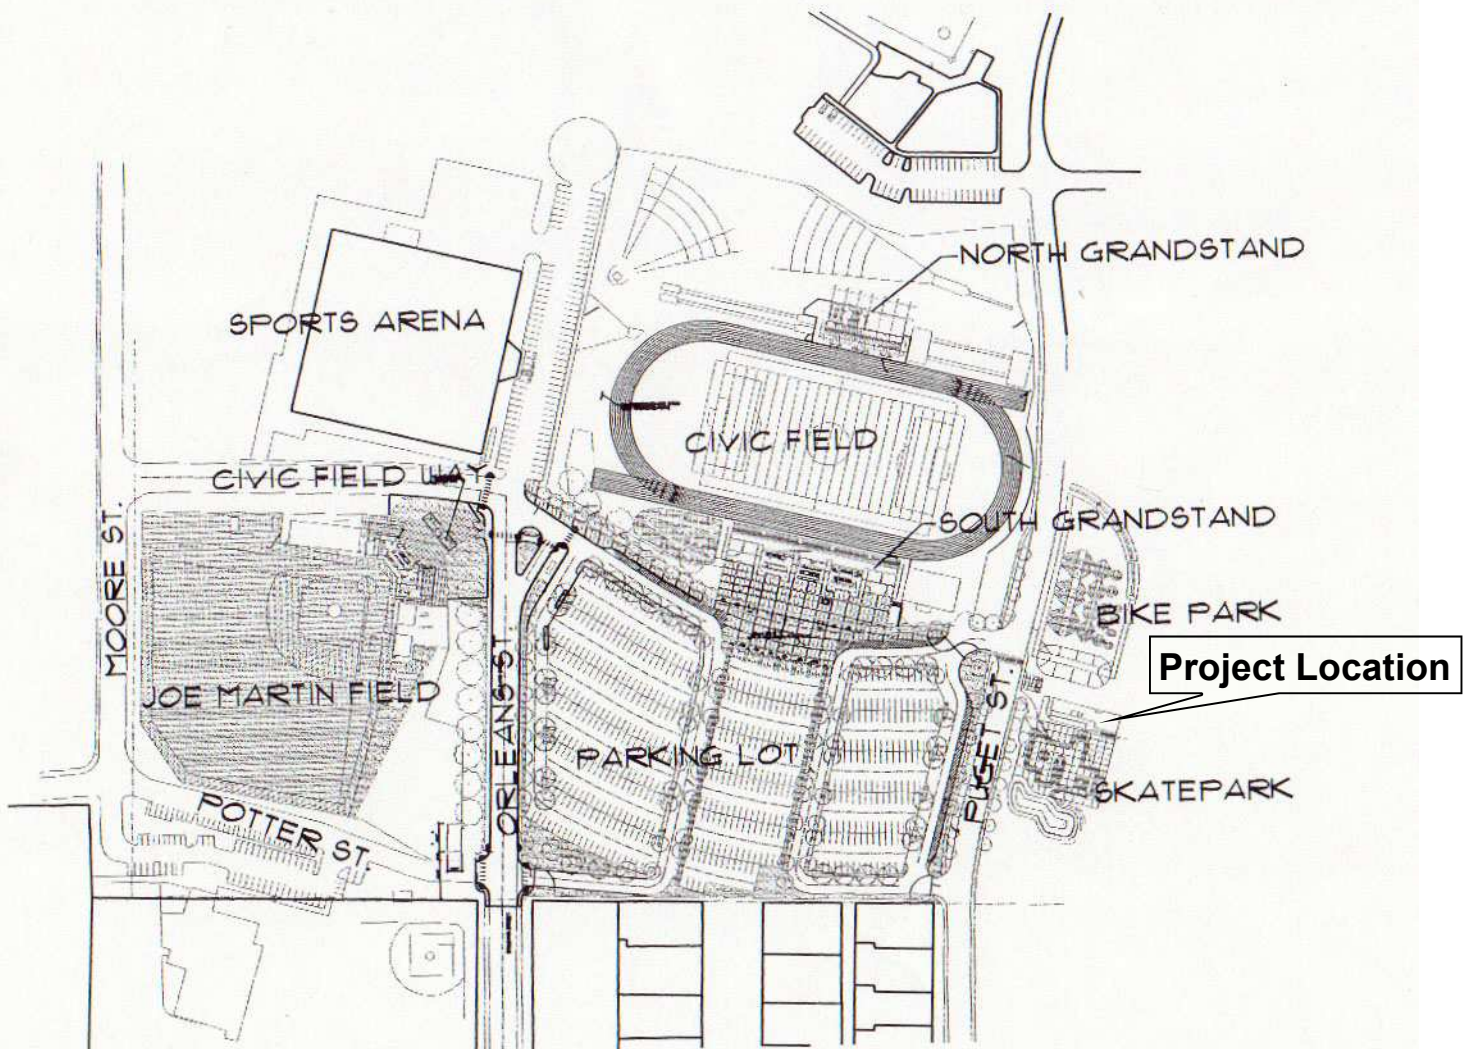 NORTH GRANDSTAND
SPORTS ARENA
CIVIC FIELD
CIVIC FIELD WAY
SOUTH GRANDSTAND
MOORE ST.
BIKE PARK
Project Location
JOE MARTIN FIELD
ORLEANS ST
PARKING LOT
PUGET ST.
SKATEPARK
POTTER ST